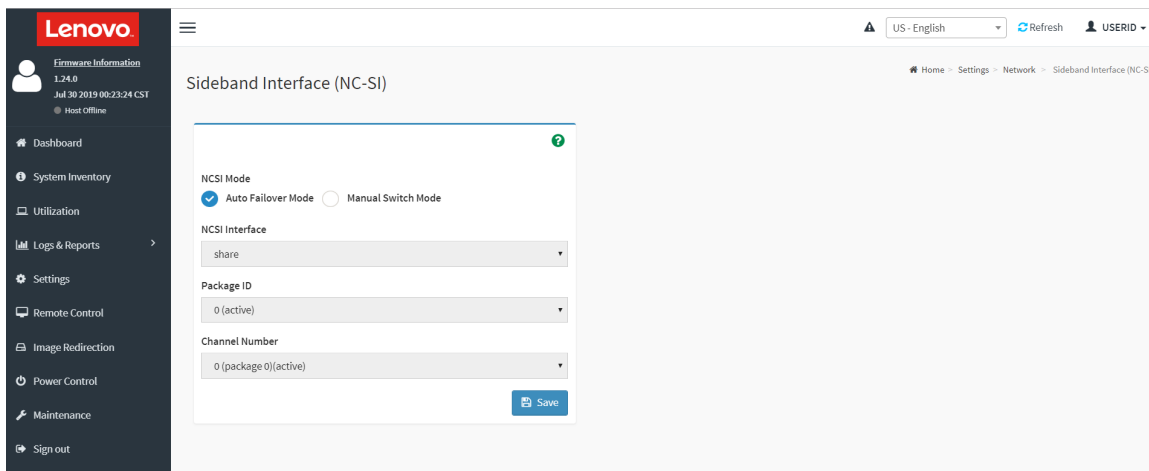 Lenovo
Firmware Information
1.24.0
Jul 30 2019 00:23:24 CST
Host Offline
Dashboard
System Inventory
Utilization
Logs & Reports
Settings
Remote Control
Image Redirection
Power Control
Maintenance
Sign out
US - English
Refresh
USERID
Sideband Interface (NC-SI)
Home > Settings > Network > Sideband Interface (NC-S
NCSI Mode
Auto Failover Mode Manual Switch Mode
NCSI Interface
share
Package ID
0 (active)
Channel Number
0 (package 0)(active)
Save